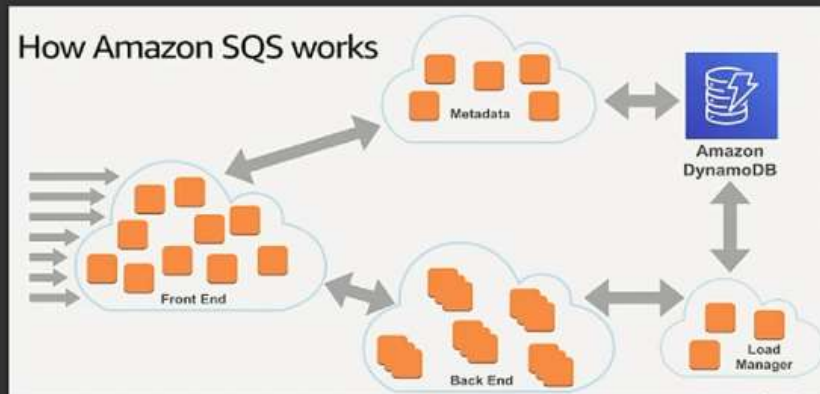 How Amazon SQS works
Metadata
Amazon
DynamoDB
Front End
Back End
Load
Manager